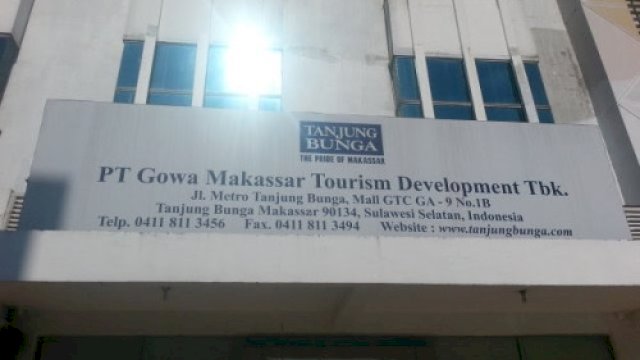 TANJUNG
BUNGA
THE PRIDE OF MAKASSAR
PT Gowa Makassar Tourism Development Tbk.
Jl. Metro Tanjung Bunga, Mall GTC GA - 9 No.1B
Tanjung Bunga Makassar 90134, Sulawesi Selatan, Indonesia
Telp. 0411 811 3456 Fax. 0411 811 3494 Website : www.tanjungbunga.com